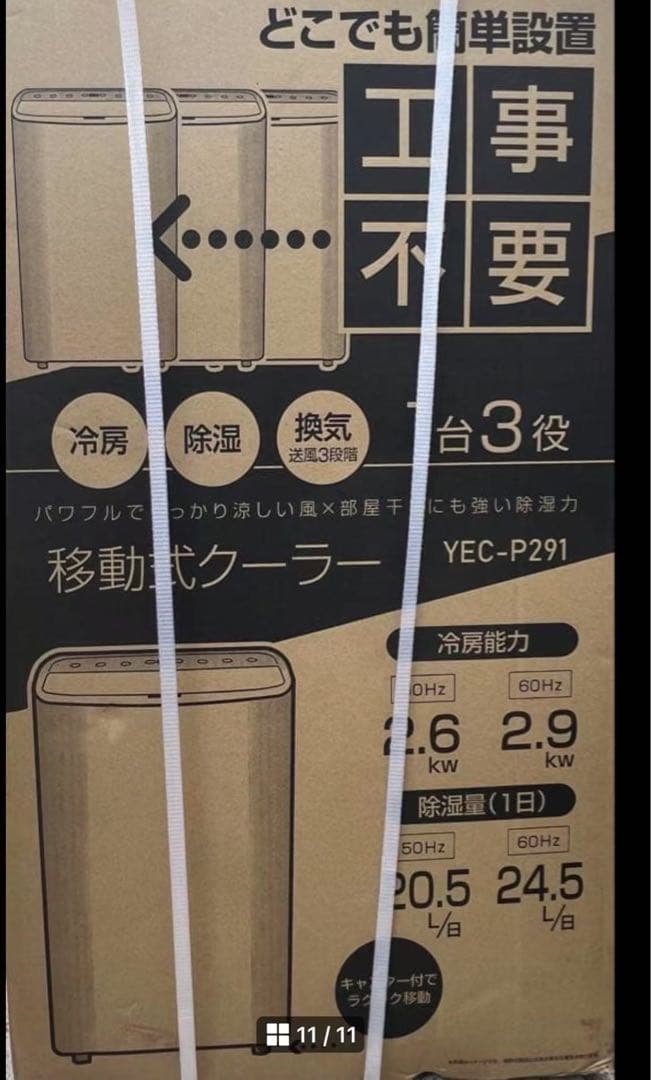 どこでも簡単設置
工事
不要
冷房
除湿
換気
送風3段階
台3役
パワフルで っかり涼しい風×部屋干 にも強い除湿力
移動式クーラー
YEC-P291
冷房能力
0Hz
60Hz
2.6
2.9
kw
kw
除湿量(1日)
50Hz
60Hz
20.5
24.5
L/日
L/日
キャスター付で
ラクラク移動
11 / 11